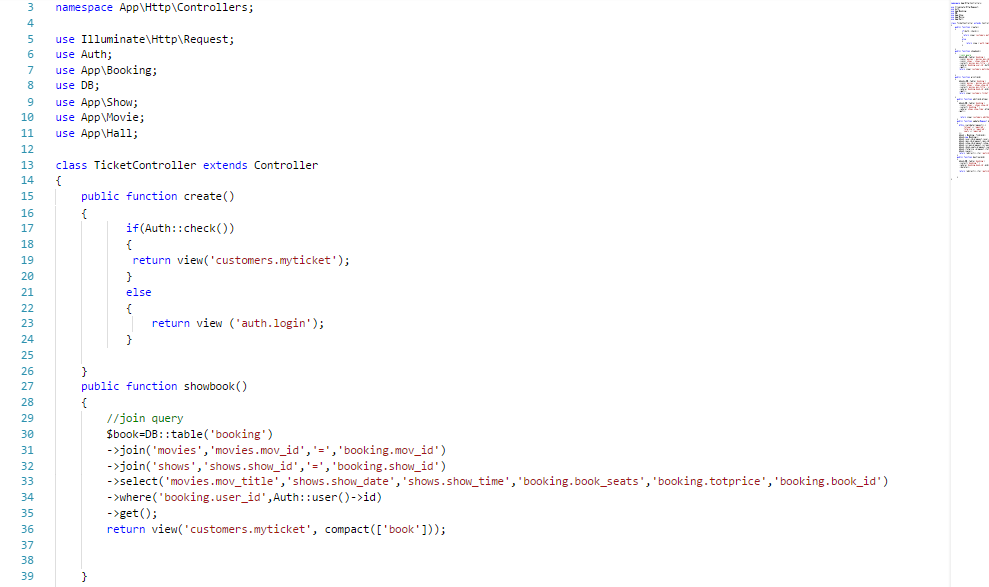 3 namespace App\Http\Controllers;
4
5 use Illuminate\Http\Request;
6 use Auth;
7 use App\Booking;
8 use DB;
9 use App\Show;
10 use App\Movie;
11 use App\Hall;
12
13 class TicketController extends Controller
14 {
15 public function create()
16 {
17 if(Auth::check())
18 {
19 return view('customers.myticket');
20 }
21 else
22 {
23 return view ('auth.login');
24 }
25
26 }
27 public function showbook()
28 {
29 //join query
30 $book=DB::table('booking')
31 ->join('movies','movies.mov_id','=','booking.mov_id')
32 ->join('shows','shows.show_id','=','booking.show_id')
33 ->select('movies.mov_title','shows.show_date','shows.show_time','booking.book_seats','booking.totprice','booking.book_id')
34 ->where('booking.user_id',Auth::user()->id)
35 ->get();
36 return view('customers.myticket', compact(['book']));
37
38
39 }